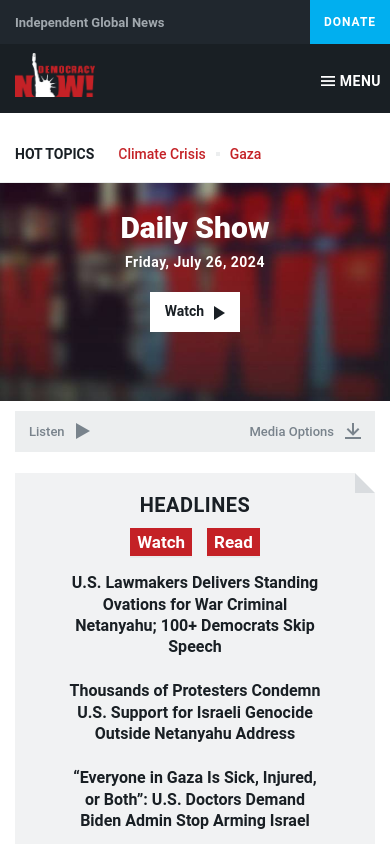 Independent Global News
DONATE
DEMOCRACY
NOW!
MENU
HOT TOPICS
Climate Crisis
Gaza
Daily Show
Friday, July 26, 2024
Watch
Listen
Media Options
HEADLINES
Watch
Read
U.S. Lawmakers Delivers Standing
Ovations for War Criminal
Netanyahu; 100+ Democrats Skip
Speech
Thousands of Protesters Condemn
U.S. Support for Israeli Genocide
Outside Netanyahu Address
“Everyone in Gaza Is Sick, Injured,
or Both”: U.S. Doctors Demand
Biden Admin Stop Arming Israel